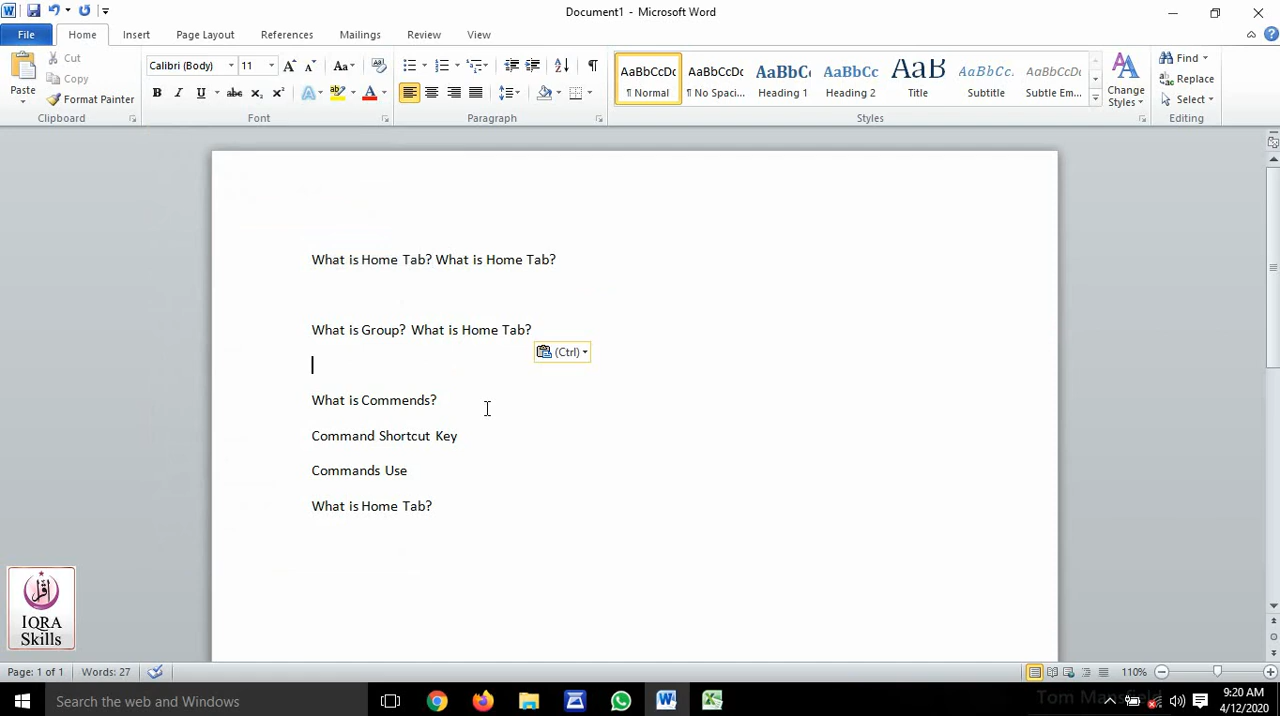 Document1 - Microsoft Word
File Home Insert Page Layout References Mailings Review View
Paste Cut Copy Format Painter Clipboard
Calibri (Body) 11 Font
Paragraph
AaBbCcDc ¶ Normal AaBbCcDc ¶ No Spaci... AaBbC Heading 1 AaBbCc Heading 2 AaB Title AaBbCc. Subtitle AaBbCcDc Subtle Em... Change Styles Styles
Find Replace Select Editing
What is Home Tab? What is Home Tab?
What is Group? What is Home Tab?
(Ctrl)
What is Commends?
Command Shortcut Key
Commands Use
What is Home Tab?
اقرأ
IQRA
Skills
Page: 1 of 1 Words: 27 110%
Search the web and Windows
Tom Mansfield
9:20 AM
4/12/2020